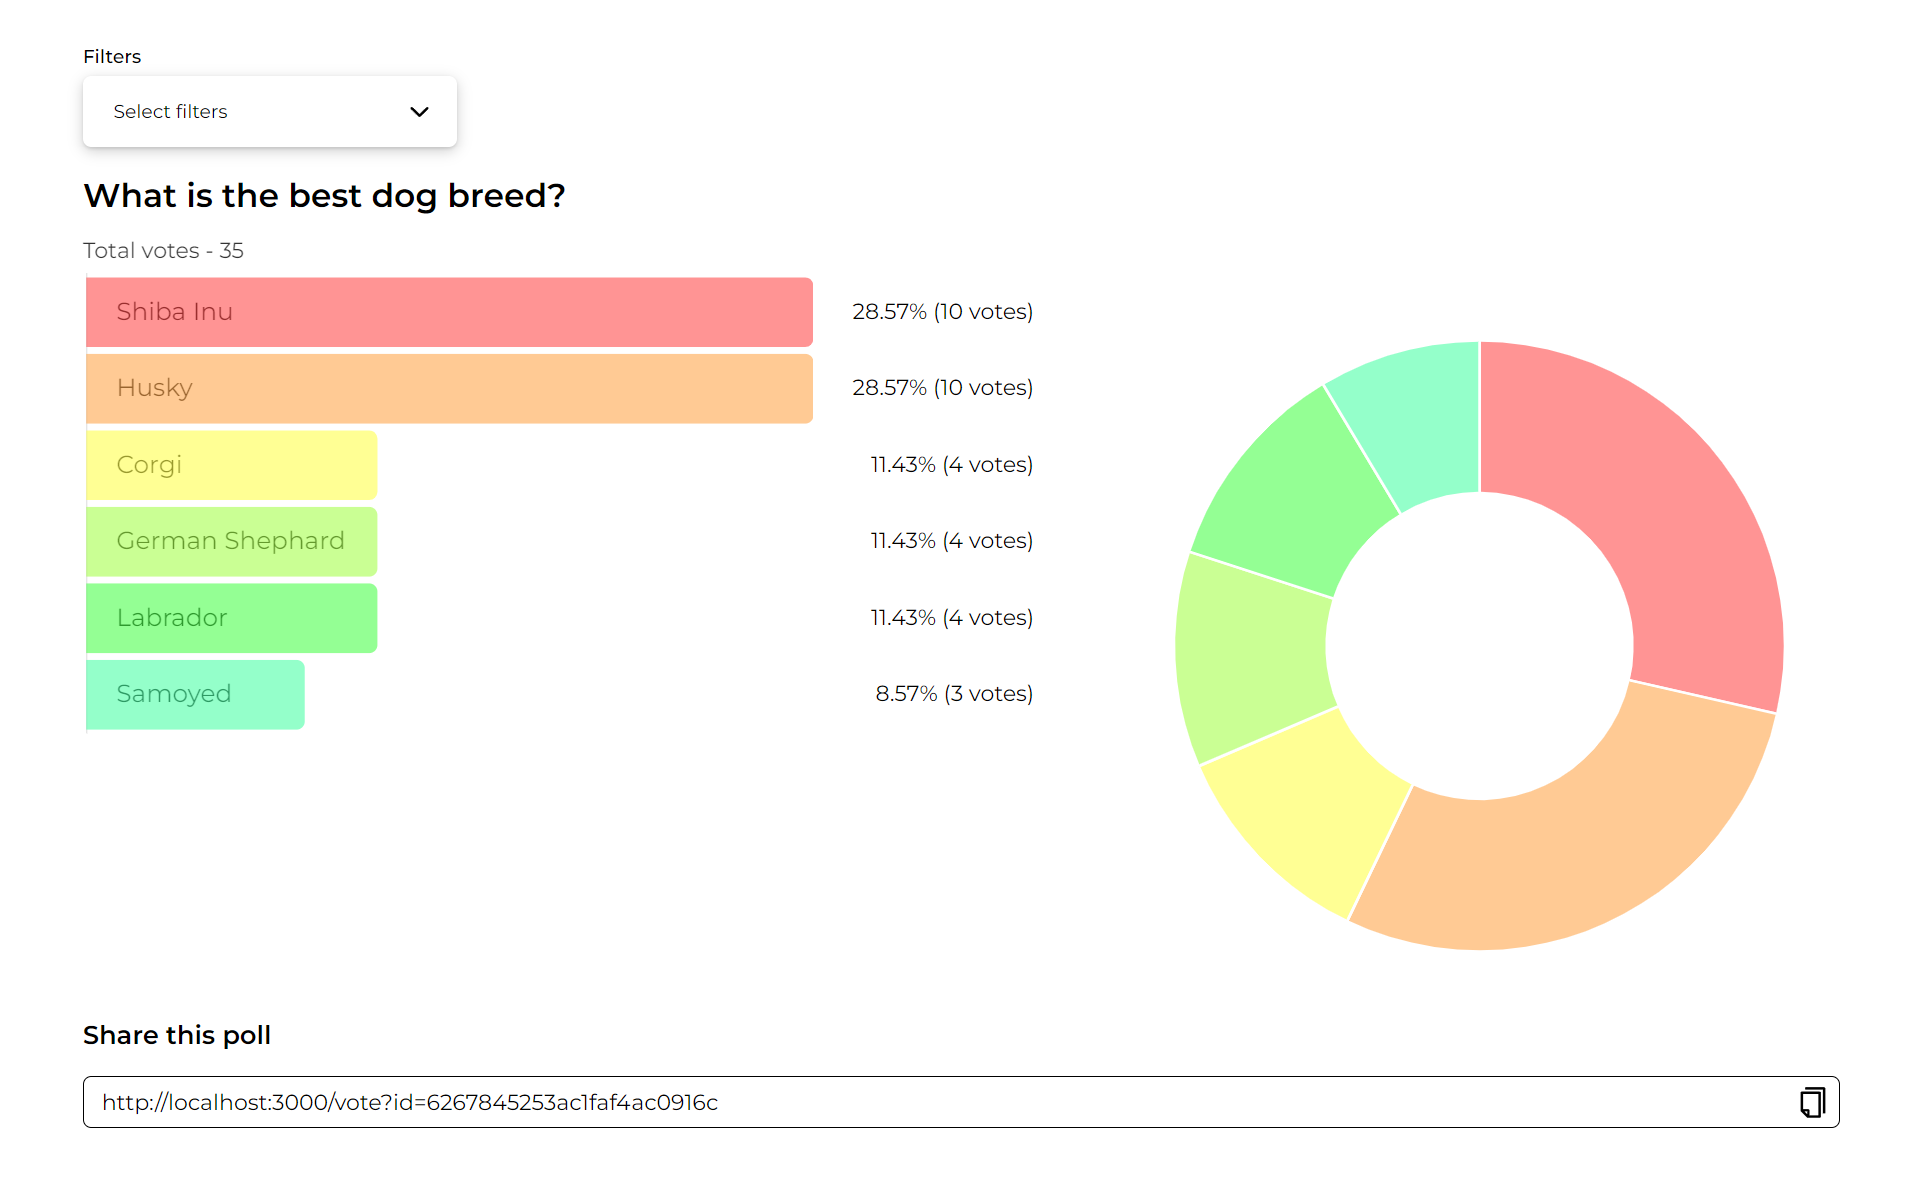 Filters
Select filters
What is the best dog breed?
Total votes - 35
Shiba Inu 28.57% (10 votes)
Husky 28.57% (10 votes)
Corgi 11.43% (4 votes)
German Shephard 11.43% (4 votes)
Labrador 11.43% (4 votes)
Samoyed 8.57% (3 votes)
Share this poll
http://localhost:3000/vote?id=6267845253ac1faf4ac0916c